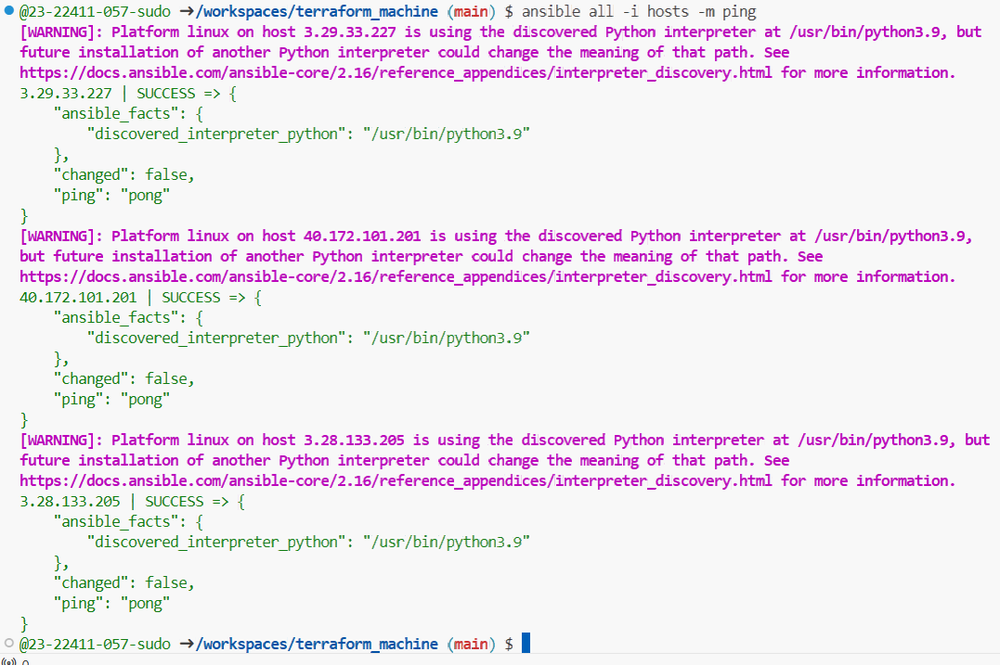 @23-22411-057-sudo ➜/workspaces/terraform_machine (main) $ ansible all -i hosts -m ping
[WARNING]: Platform linux on host 3.29.33.227 is using the discovered Python interpreter at /usr/bin/python3.9, but
future installation of another Python interpreter could change the meaning of that path. See
https://docs.ansible.com/ansible-core/2.16/reference_appendices/interpreter_discovery.html for more information.
3.29.33.227 | SUCCESS => {
    "ansible_facts": {
        "discovered_interpreter_python": "/usr/bin/python3.9"
    },
    "changed": false,
    "ping": "pong"
}
[WARNING]: Platform linux on host 40.172.101.201 is using the discovered Python interpreter at /usr/bin/python3.9,
but future installation of another Python interpreter could change the meaning of that path. See
https://docs.ansible.com/ansible-core/2.16/reference_appendices/interpreter_discovery.html for more information.
40.172.101.201 | SUCCESS => {
    "ansible_facts": {
        "discovered_interpreter_python": "/usr/bin/python3.9"
    },
    "changed": false,
    "ping": "pong"
}
[WARNING]: Platform linux on host 3.28.133.205 is using the discovered Python interpreter at /usr/bin/python3.9, but
future installation of another Python interpreter could change the meaning of that path. See
https://docs.ansible.com/ansible-core/2.16/reference_appendices/interpreter_discovery.html for more information.
3.28.133.205 | SUCCESS => {
    "ansible_facts": {
        "discovered_interpreter_python": "/usr/bin/python3.9"
    },
    "changed": false,
    "ping": "pong"
}
@23-22411-057-sudo ➜/workspaces/terraform_machine (main) $